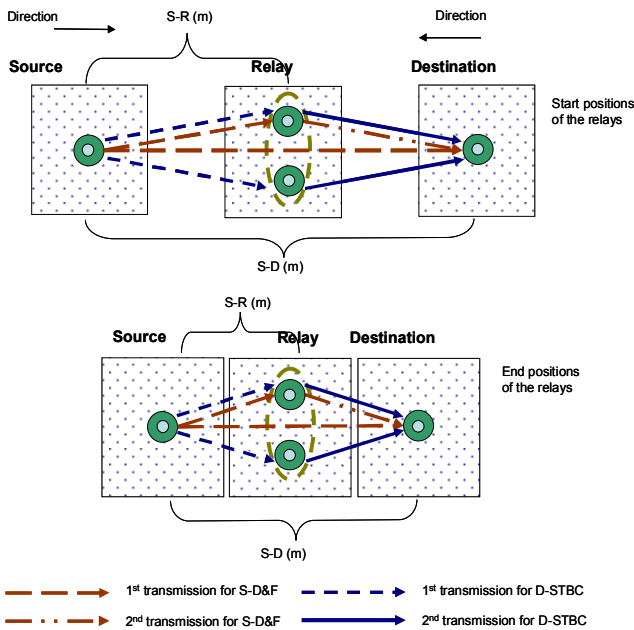 Direction
S-R (m)
Direction
Source
Relay
Destination
Start positions
of the relays
S-D (m)
S-R (m)
Source
Relay
Destination
End positions
of the relays
S-D (m)
1st transmission for S-D&F
1st transmission for D-STBC
2nd transmission for S-D&F
2nd transmission for D-STBC